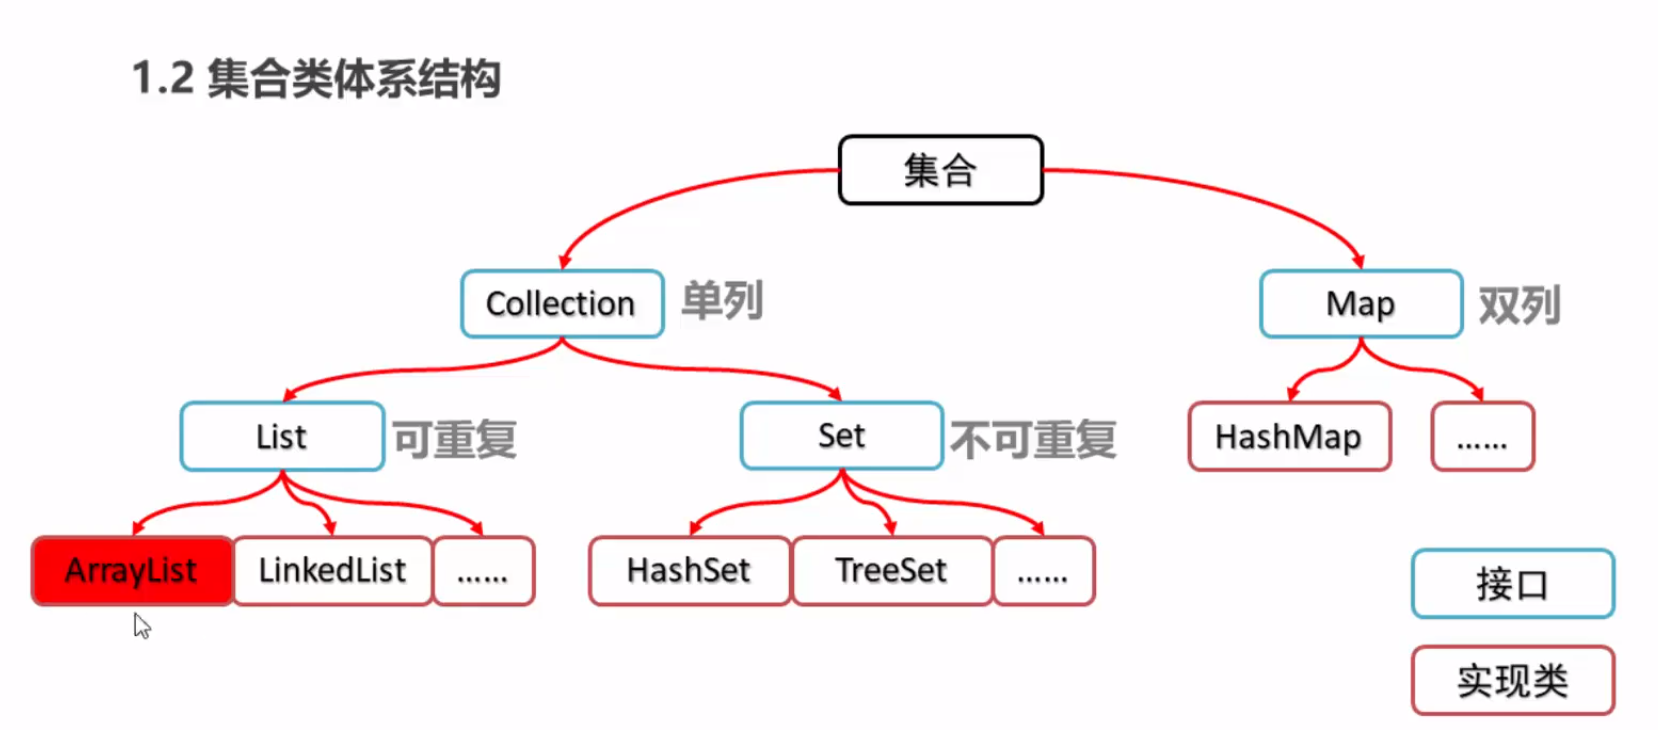 1.2 集合类体系结构
集合
Collection
单列
Map
双列
List
可重复
Set
不可重复
HashMap
......
ArrayList
LinkedList
......
HashSet
TreeSet
......
接口
实现类